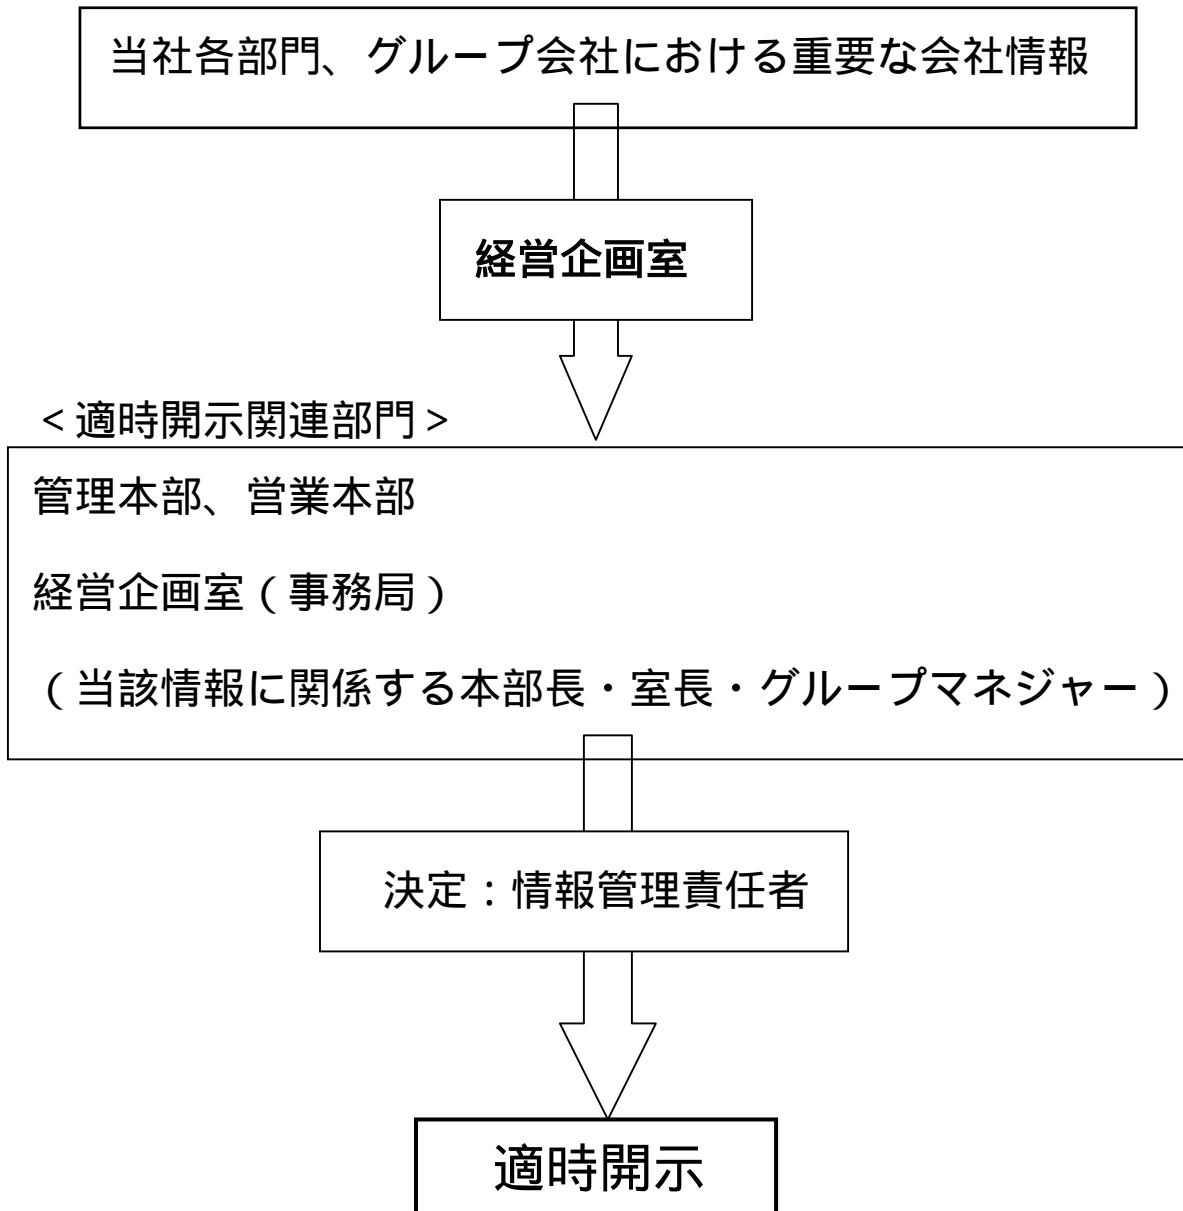 当社各部門、グループ会社における重要な会社情報
経営企画室
＜適時開示関連部門＞
管理本部、営業本部
経営企画室（事務局）
（当該情報に関係する本部長・室長・グループマネジャー）
決定：情報管理責任者
適時開示